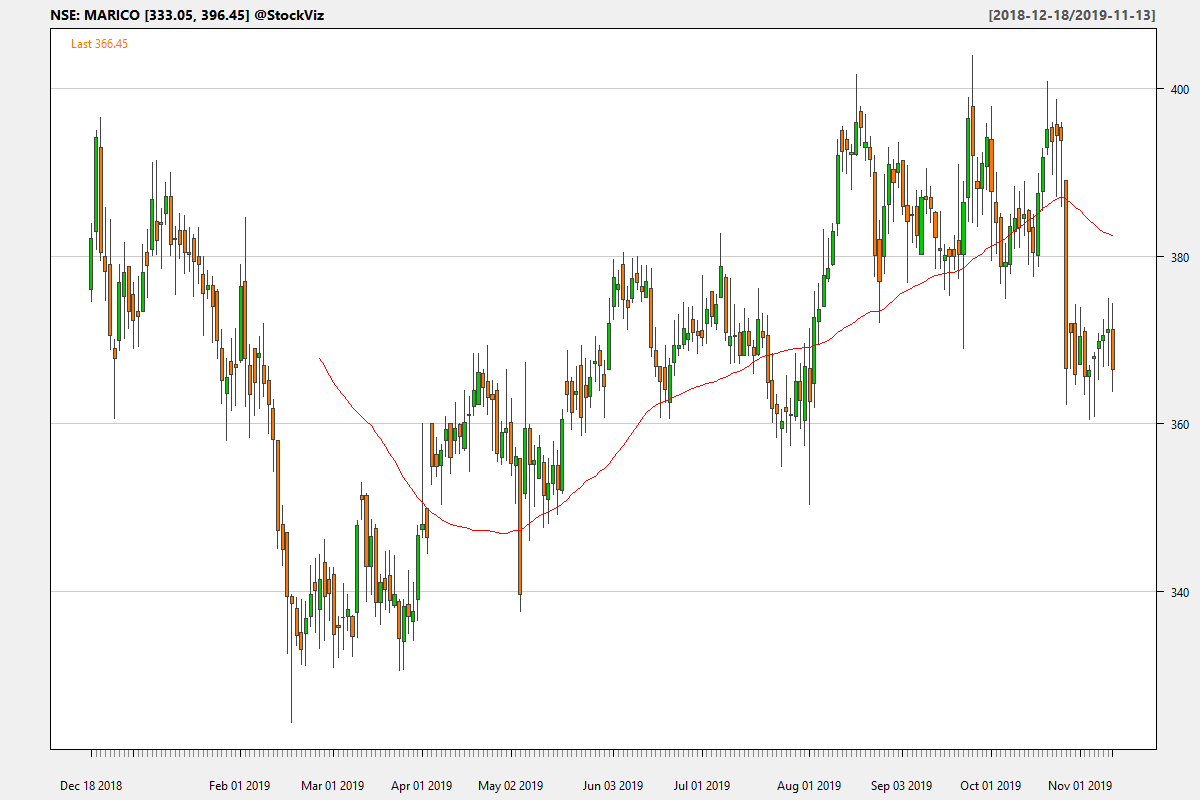 NSE: MARICO [333.05, 396.45] @StockViz
[2018-12-18/2019-11-13]
Last 366.45
400
380
360
340
Dec 18 2018 Feb 01 2019 Mar 01 2019 Apr 01 2019 May 02 2019 Jun 03 2019 Jul 01 2019 Aug 01 2019 Sep 03 2019 Oct 01 2019 Nov 01 2019